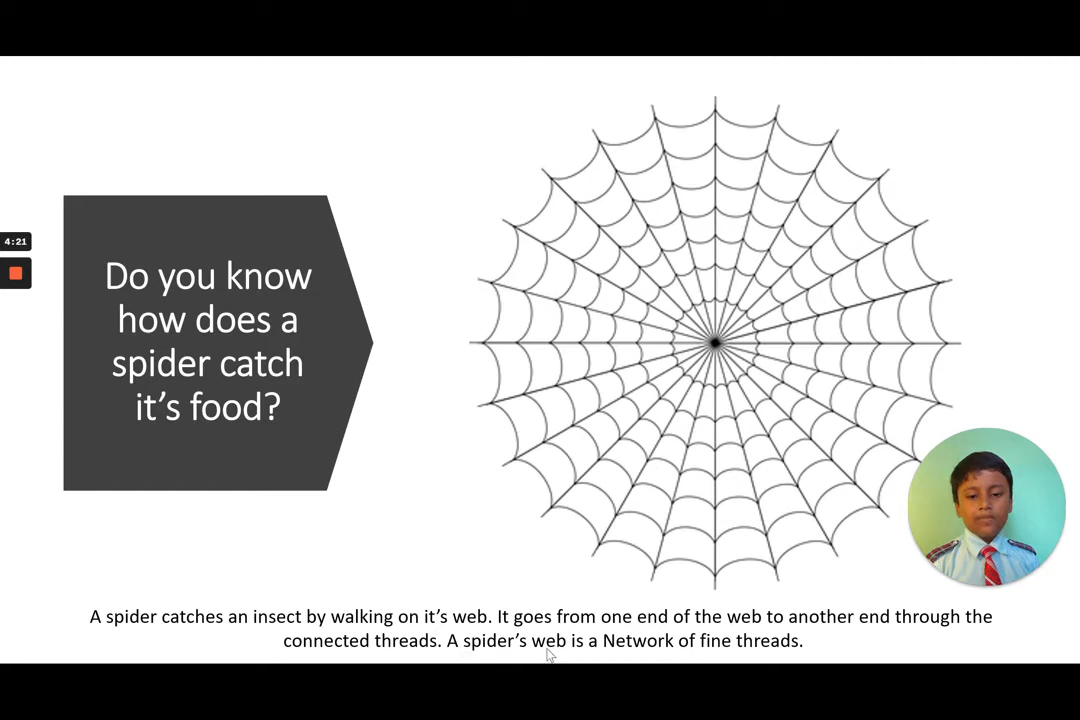 4:21
Do you know
how does a
spider catch
it’s food?
A spider catches an insect by walking on it’s web. It goes from one end of the web to another end through the
connected threads. A spider’s web is a Network of fine threads.